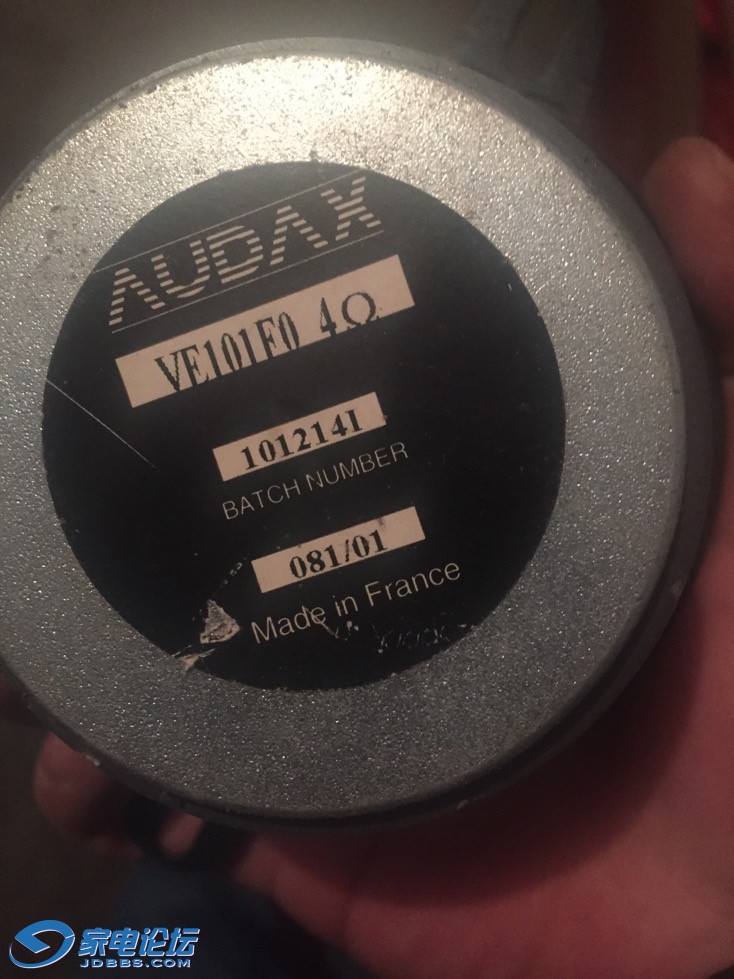 AUDAX
VE101F0 4Ω
1012141
BATCH NUMBER
081/01
Made in France
家电论坛
JDBBS.COM